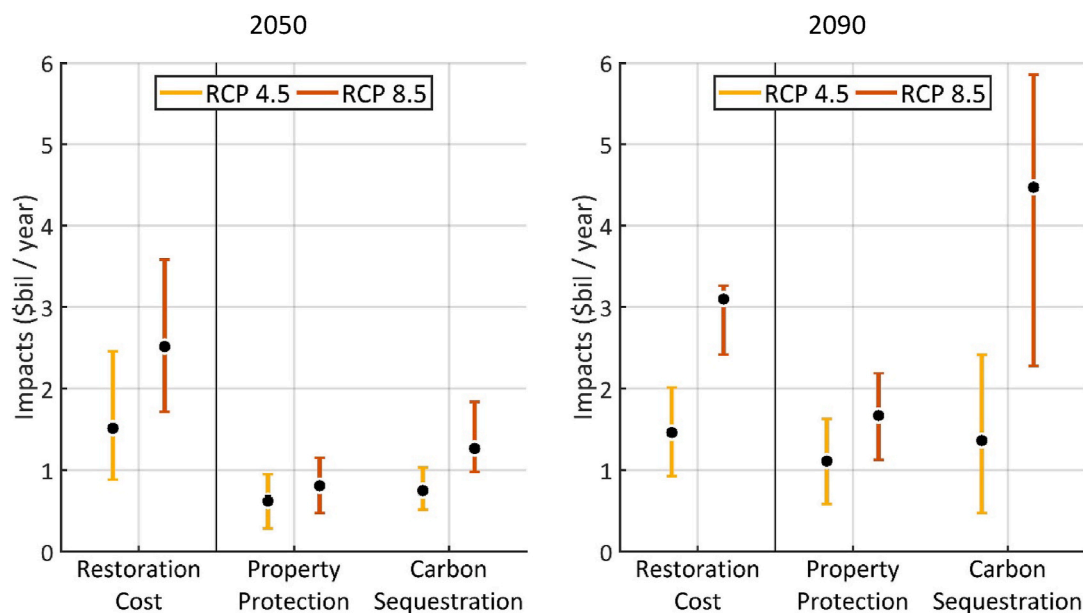 2050
6
5
4
3
2
1
0
Impacts ($bil / year)
RCP 4.5 RCP 8.5
Restoration Cost
Property Protection
Carbon Sequestration
2090
6
5
4
3
2
1
0
Impacts ($bil / year)
RCP 4.5 RCP 8.5
Restoration Cost
Property Protection
Carbon Sequestration